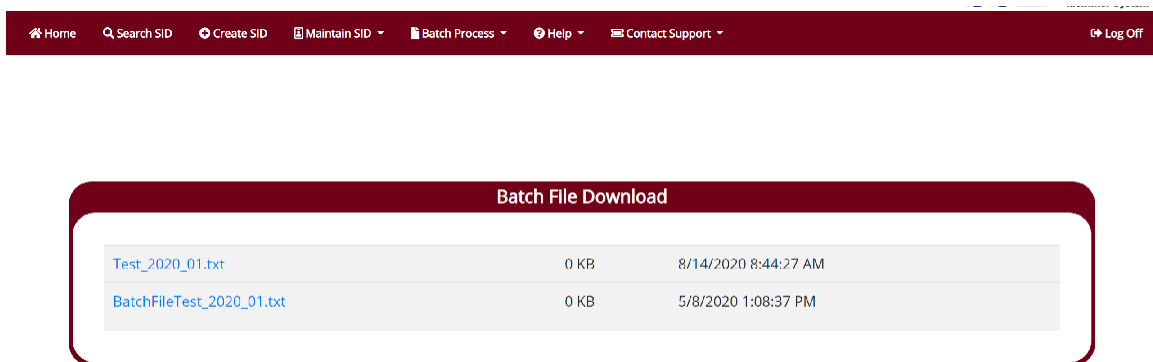 Home Search SID Create SID Maintain SID Batch Process Help Contact Support Log Off
Batch File Download
Test_2020_01.txt 0 KB 8/14/2020 8:44:27 AM
BatchFileTest_2020_01.txt 0 KB 5/8/2020 1:08:37 PM